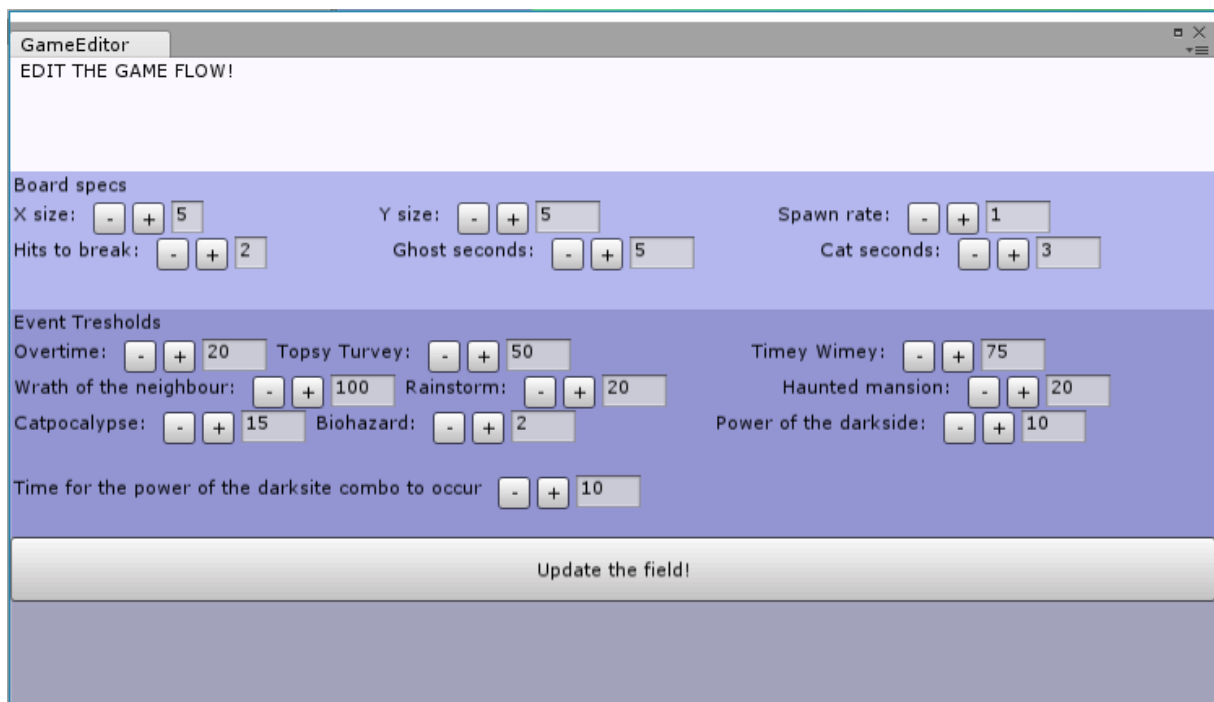 GameEditor
EDIT THE GAME FLOW!
Board specs
X size: - + 5 Y size: - + 5 Spawn rate: - + 1
Hits to break: - + 2 Ghost seconds: - + 5 Cat seconds: - + 3
Event Tresholds
Overtime: - + 20 Topsy Turvey: - + 50 Timey Wimey: - + 75
Wrath of the neighbour: - + 100 Rainstorm: - + 20 Haunted mansion: - + 20
Catpocalypse: - + 15 Biohazard: - + 2 Power of the darkside: - + 10
Time for the power of the darksite combo to occur - + 10
Update the field!